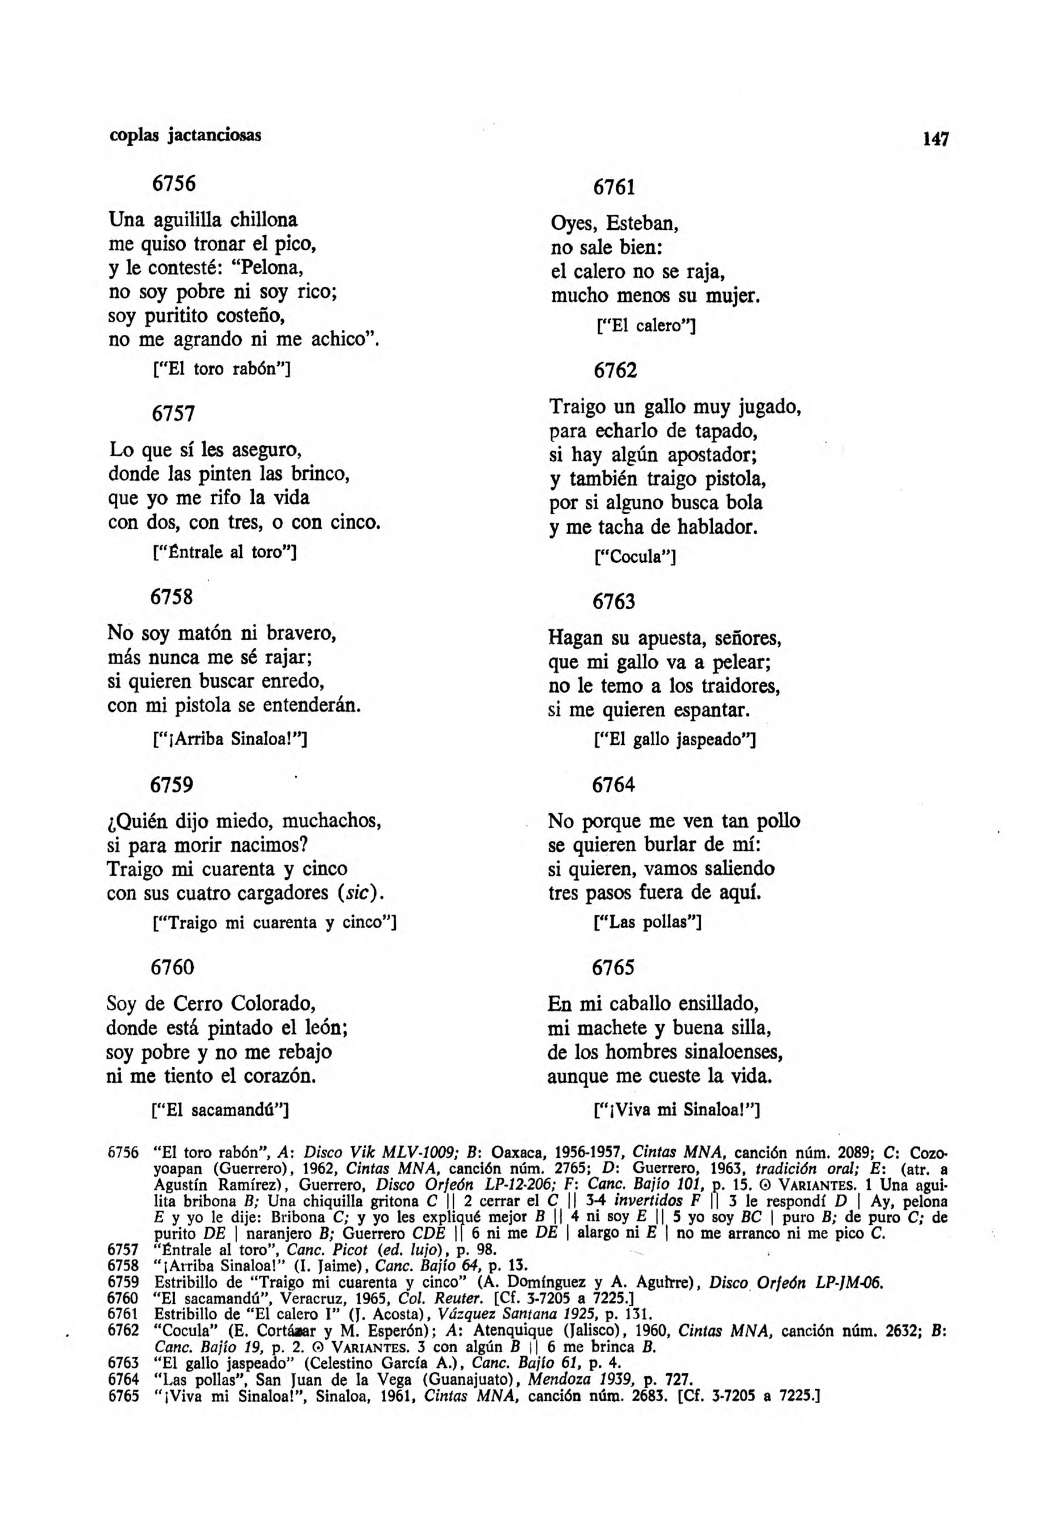 coplas jactanciosas
147
6756
Una aguililla chillona
me quiso tronar el pico,
y le contesté: “Pelona,
no soy pobre ni soy rico;
soy puritito costeño,
no me agrando ni me achico”.
[“El toro rabón”]
6757
Lo que sí les aseguro,
donde las pinten las brinco,
que yo me rifo la vida
con dos, con tres, o con cinco.
[“Éntrale al toro”]
6758
No soy matón ni bravero,
más nunca me sé rajar;
si quieren buscar enredo,
con mi pistola se entenderán.
[“¡Arriba Sinaloa!”]
6759
¿Quién dijo miedo, muchachos,
si para morir nacimos?
Traigo mi cuarenta y cinco
con sus cuatro cargadores (sic).
[“Traigo mi cuarenta y cinco”]
6760
Soy de Cerro Colorado,
donde está pintado el león;
soy pobre y no me rebajo
ni me tiento el corazón.
[“El sacamandú”]
6761
Oyes, Esteban,
no sale bien:
el calero no se raja,
mucho menos su mujer.
[“El calero”]
6762
Traigo un gallo muy jugado,
para echarlo de tapado,
si hay algún apostador;
y también traigo pistola,
por si alguno busca bola
y me tacha de hablador.
[“Cocula”]
6763
Hagan su apuesta, señores,
que mi gallo va a pelear;
no le temo a los traidores,
si me quieren espantar.
[“El gallo jaspeado”]
6764
No porque me ven tan pollo
se quieren burlar de mí:
si quieren, vamos saliendo
tres pasos fuera de aquí.
[“Las pollas”]
6765
En mi caballo ensillado,
mi machete y buena silla,
de los hombres sinaloenses,
aunque me cueste la vida.
[“¡Viva mi Sinaloa!”]
6756 “El toro rabón”, A: Disco Vik MLV-1009; B: Oaxaca, 1956-1957, Cintas MNA, canción núm. 2089; C: Cozo-
yoapan (Guerrero), 1962, Cintas MNA, canción núm. 2765; D: Guerrero, 1963, tradición oral; E: (atr. a
Agustín Ramírez), Guerrero, Disco Orfeón LP-12-206; F: Canc. Bajío 101, p. 15. ⊙ VARIANTES. 1 Una agui-
lita bribona B; Una chiquilla gritona C || 2 cerrar el C || 3-4 invertidos F || 3 le respondí D | Ay, pelona
E y yo le dije: Bribona C; y yo les expliqué mejor B || 4 ni soy E || 5 yo soy BC | puro B; de puro C; de
purito DE | naranjero B; Guerrero CDE || 6 ni me DE | alargo ni E | no me arranco ni me pico C.
6757 “Éntrale al toro”, Canc. Picot (ed. lujo), p. 98.
6758 “¡Arriba Sinaloa!” (I. Jaime), Canc. Bajío 64, p. 13.
6759 Estribillo de “Traigo mi cuarenta y cinco” (A. Domínguez y A. Aguirre), Disco Orfeón LP-JM-06.
6760 “El sacamandú”, Veracruz, 1965, Col. Reuter. [Cf. 3-7205 a 7225.]
6761 Estribillo de “El calero I” (J. Acosta), Vázquez Santana 1925, p. 131.
6762 “Cocula” (E. Cortázar y M. Esperón); A: Atenquique (Jalisco), 1960, Cintas MNA, canción núm. 2632; B:
Canc. Bajío 19, p. 2. ⊙ VARIANTES. 3 con algún B || 6 me brinca B.
6763 “El gallo jaspeado” (Celestino García A.), Canc. Bajío 61, p. 4.
6764 “Las pollas”, San Juan de la Vega (Guanajuato), Mendoza 1939, p. 727.
6765 “¡Viva mi Sinaloa!”, Sinaloa, 1961, Cintas MNA, canción núm. 2683. [Cf. 3-7205 a 7225.]